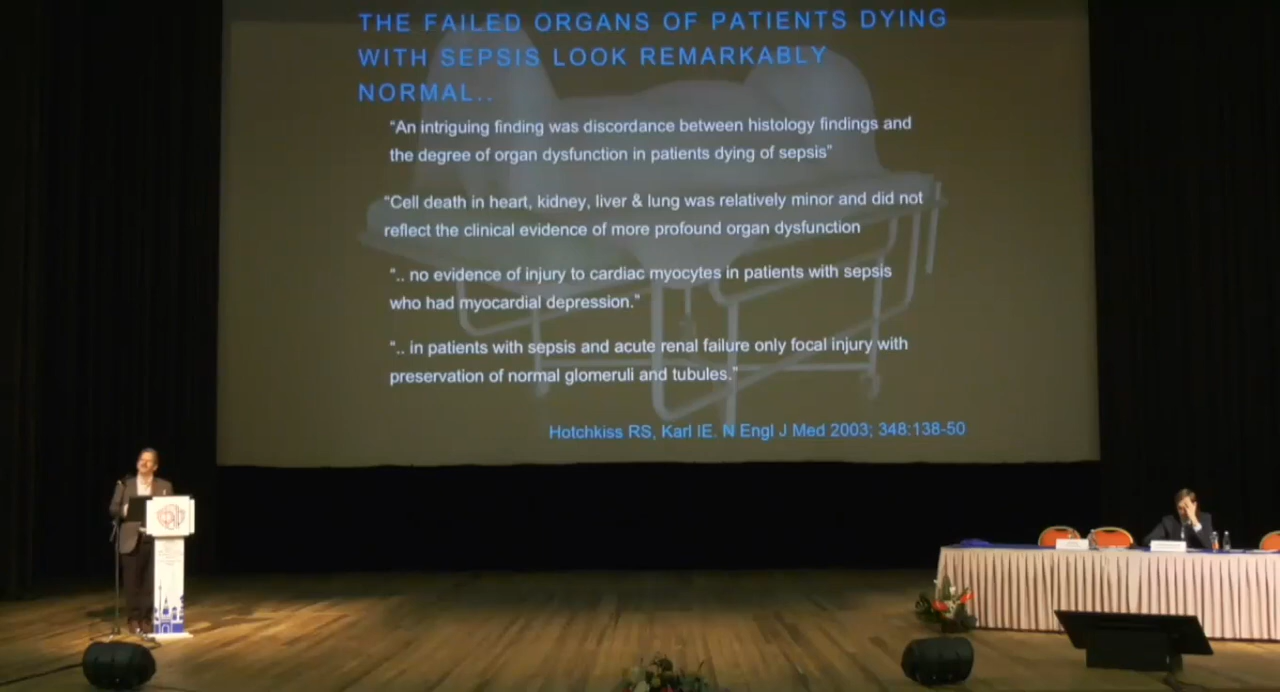 THE FAILED ORGANS OF PATIENTS DYING
WITH SEPSIS LOOK REMARKABLY
NORMAL..
“An intriguing finding was discordance between histology findings and
the degree of organ dysfunction in patients dying of sepsis”
“Cell death in heart, kidney, liver & lung was relatively minor and did not
reflect the clinical evidence of more profound organ dysfunction
“.. no evidence of injury to cardiac myocytes in patients with sepsis
who had myocardial depression.”
“.. in patients with sepsis and acute renal failure only focal injury with
preservation of normal glomeruli and tubules.”
Hotchkiss RS, Karl IE. N Engl J Med 2003; 348:138-50